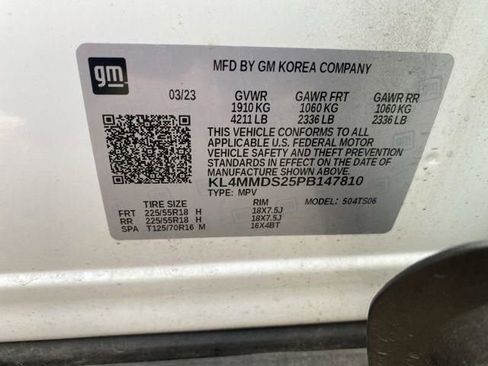 gm
MFD BY GM KOREA COMPANY
03/23 GVWR GAWR FRT GAWR RR
1910 KG 1060 KG 1060 KG
4211 LB 2336 LB 2336 LB
THIS VEHICLE CONFORMS TO ALL
APPLICABLE U.S. FEDERAL MOTOR
VEHICLE SAFETY AND THEFT PREVENTION
STANDARDS IN EFFECT ON THE DATE OF
MANUFACTURE SHOWN ABOVE.
KL4MMDS25PB147810
TYPE: MPV MODEL: 504TS06
TIRE SIZE RIM
FRT 225/55R18 H 18X7.5J
RR 225/55R18 H 18X7.5J
SPA T125/70R16 M 16X4BT